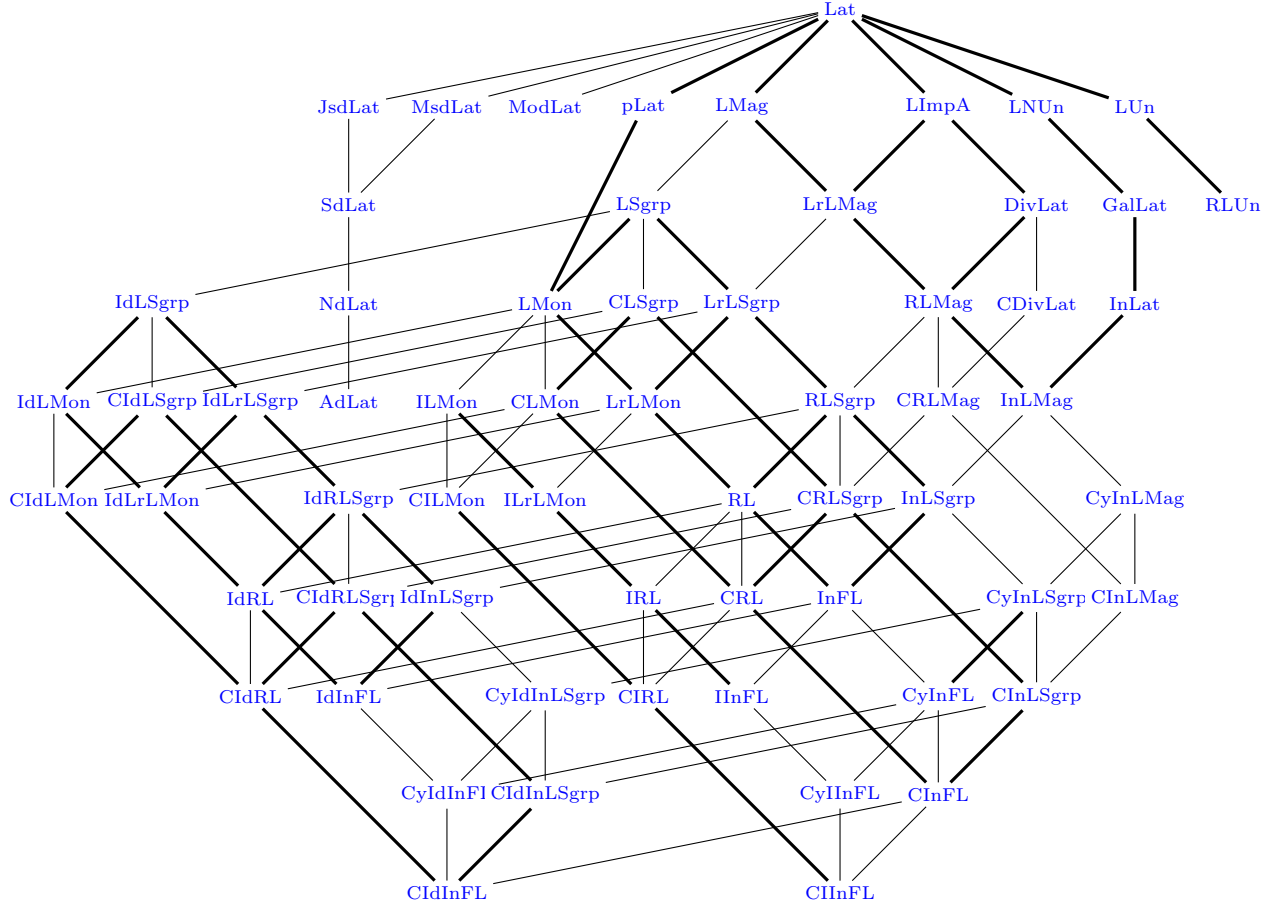 Lat
JsdLat MsdLat ModLat pLat LMag LImpA LNUn LUn
SdLat LSgrp LrLMag DivLat GalLat RLUn
IdLSgrp NdLat LMon CLSgrp LrLSgrp RLMag CDivLat InLat
IdLMon CIdLSgrp IdLrLSgrp AdLat ILMon CLMon LrLMon RLSgrp CRLMag InLMag
CIdLMon IdLrLMon IdRLSgrp CILMon ILrLMon RL CRLSgrp InLSgrp CyInLMag
IdRL CIdRLSgrp IdInLSgrp IRL CRL InFL CyInLSgrp CInLMag
CIdRL IdInFL CyIdInLSgrp CIRL IInFL CyInFL CInLSgrp
CyIdInFL CIdInLSgrp CyIInFL CInFL
CIdInFL CIInFL